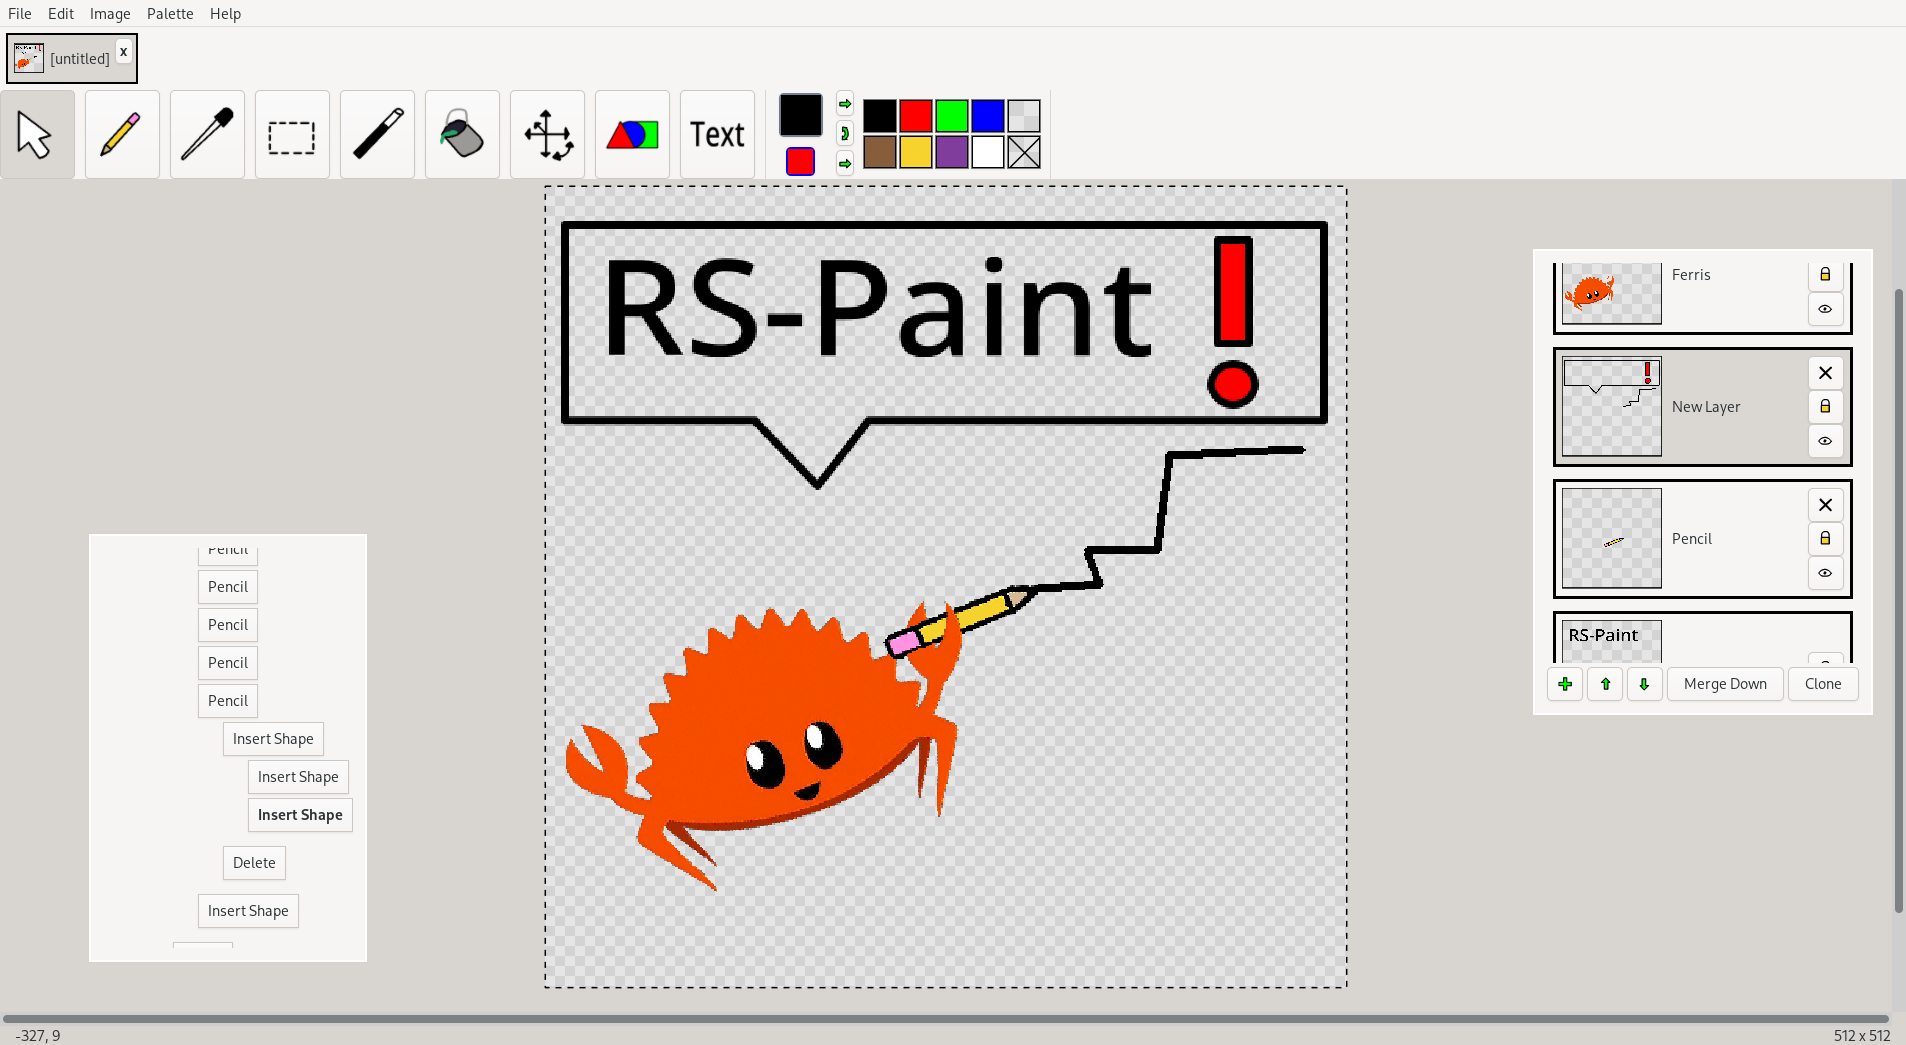 File Edit Image Palette Help
[untitled] x
Text
RS-Paint!
Pencil
Pencil
Pencil
Pencil
Pencil
Insert Shape
Insert Shape
Insert Shape
Delete
Insert Shape
Ferris
New Layer
Pencil
RS-Paint
Merge Down Clone
-327, 9
512 x 512